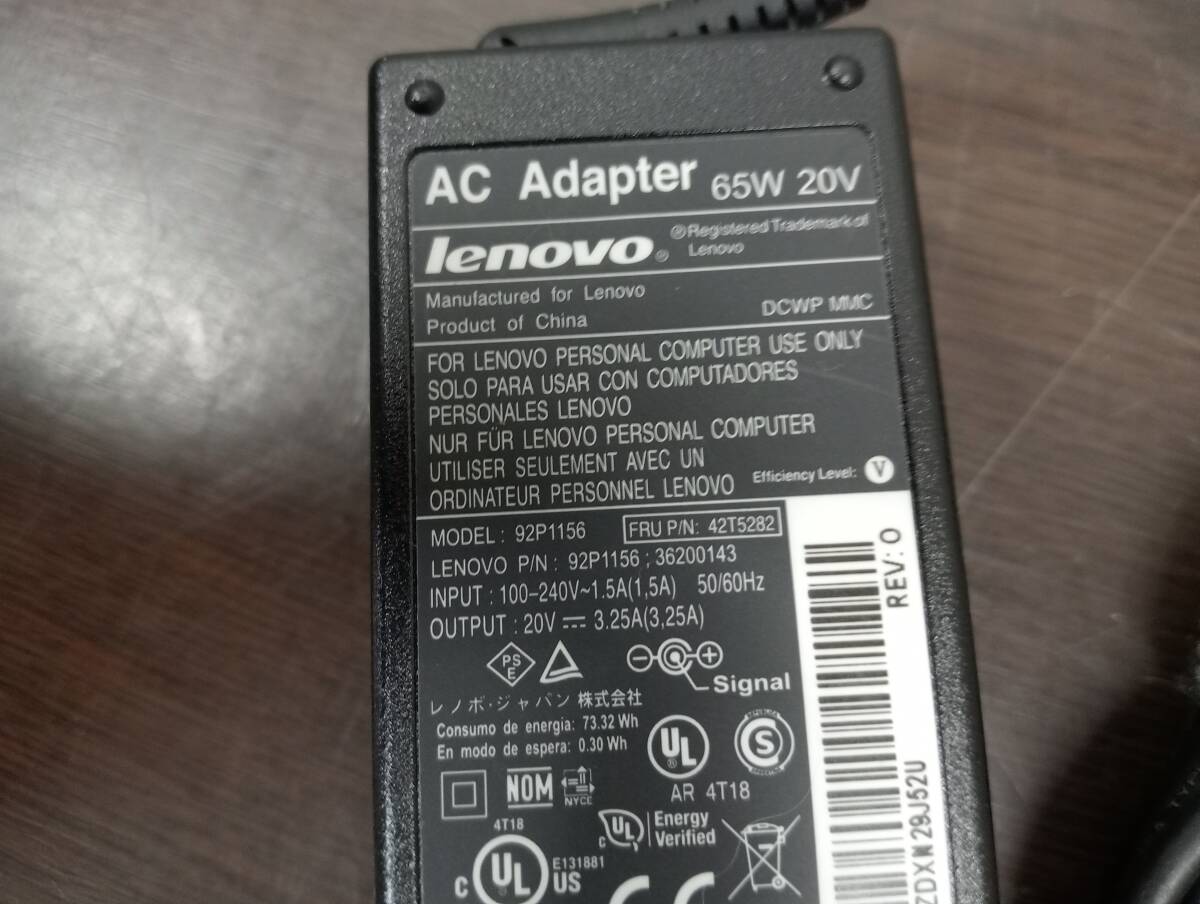 AC Adapter 65W 20V
lenovo® ®Registered Trademark of
Lenovo
Manufactured for Lenovo
Product of China DCWP MMC
FOR LENOVO PERSONAL COMPUTER USE ONLY
SOLO PARA USAR CON COMPUTADORES
PERSONALES LENOVO
NUR FÜR LENOVO PERSONAL COMPUTER
UTILISER SEULEMENT AVEC UN
ORDINATEUR PERSONNEL LENOVO Efficiency Level: V
MODEL : 92P1156 FRU P/N: 42T5282
LENOVO P/N : 92P1156 ; 36200143
INPUT : 100-240V~1.5A(1,5A) 50/60Hz
OUTPUT : 20V ⎓ 3.25A(3,25A)
PS
E
Signal
レノボ・ジャパン 株式会社
Consumo de energia: 73.32 Wh
En modo de espera: 0.30 Wh
UL®
S
AR 4T18
NOM
NYCE
4T18
c UL Energy
Verified
c UL US
E131881
CE
REV: O
ZDXN29J52U